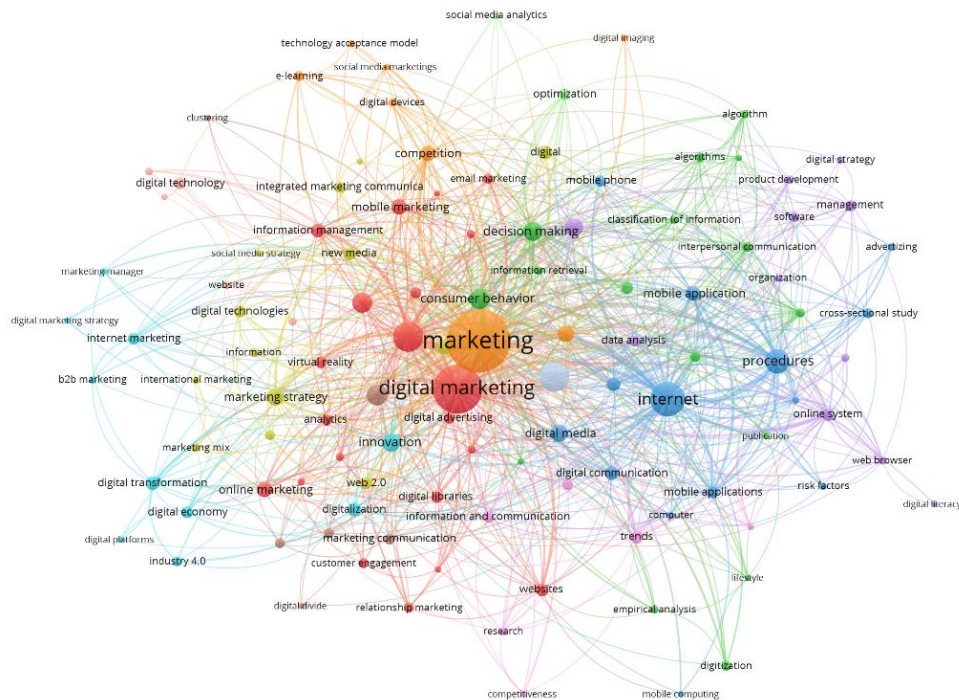 social media analytics
digital imaging
technology acceptance model
social media marketings
e-learning
optimization
digital devices
algorithm
clustering
competition
digital
algorithms
digital strategy
email marketing
mobile phone
product development
digital technology
integrated marketing communica
mobile marketing
management
classification (of information
software
information management
decision making
interpersonal communication
advertizing
social media strategy
new media
marketing manager
information retrieval
organization
website
consumer behavior
mobile application
digital technologies
cross-sectional study
digital marketing strategy
internet marketing
marketing
data analysis
information
virtual reality
procedures
b2b marketing
international marketing
digital marketing
marketing strategy
internet
analytics
digital advertising
online system
innovation
digital media
publication
marketing mix
web browser
digital communication
digital transformation
web 2.0
risk factors
online marketing
mobile applications
digital libraries
digital literacy
digital economy
digitalization
information and communication
computer
digital platforms
marketing communication
trends
industry 4.0
customer engagement
lifestyle
websites
digital divide
relationship marketing
empirical analysis
research
digitization
competitiveness
mobile computing